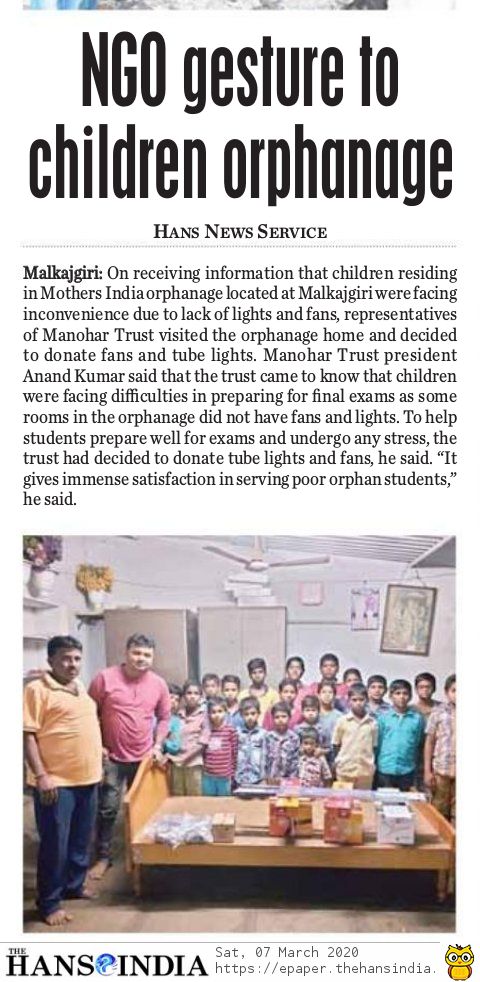 NGO gesture to
children orphanage
HANS NEWS SERVICE
Malkajgiri: On receiving information that children residing
in Mothers India orphanage located at Malkajgiri were facing
inconvenience due to lack of lights and fans, representatives
of Manohar Trust visited the orphanage home and decided
to donate fans and tube lights. Manohar Trust president
Anand Kumar said that the trust came to know that children
were facing difficulties in preparing for final exams as some
rooms in the orphanage did not have fans and lights. To help
students prepare well for exams and undergo any stress, the
trust had decided to donate tube lights and fans, he said. “It
gives immense satisfaction in serving poor orphan students,”
he said.
THE
HANS INDIA
Sat, 07 March 2020
https://epaper.thehansindia.